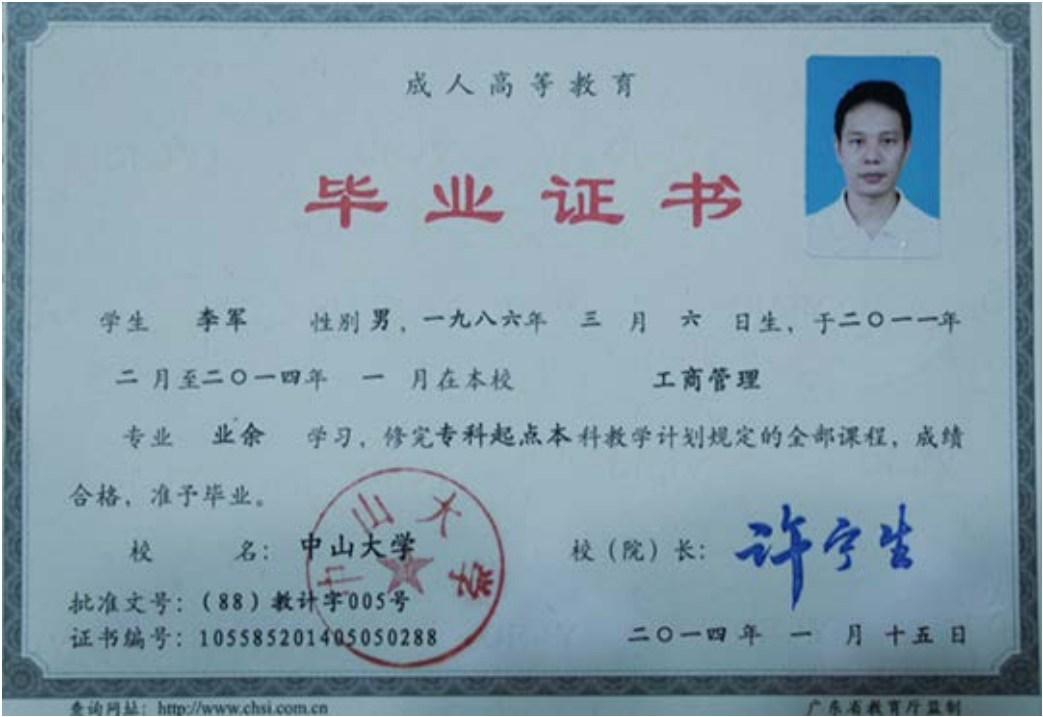 成人高等教育
毕业证书
学生 李军 性别 男，一九八六年 三 月 六 日生，于二〇一一年
二 月至二〇一四年 一 月在本校 工商管理
专业 业余 学习，修完专科起点本科教学计划规定的全部课程，成绩
合格，准予毕业。
中山大学
校 名：中山大学 校（院）长：许宁生
批准文号：（88）教计字005号
证书编号：105585201405050288 二〇一四 年 一 月 十五 日
查询网址：http://www.chsi.com.cn 广东省教育厅监制